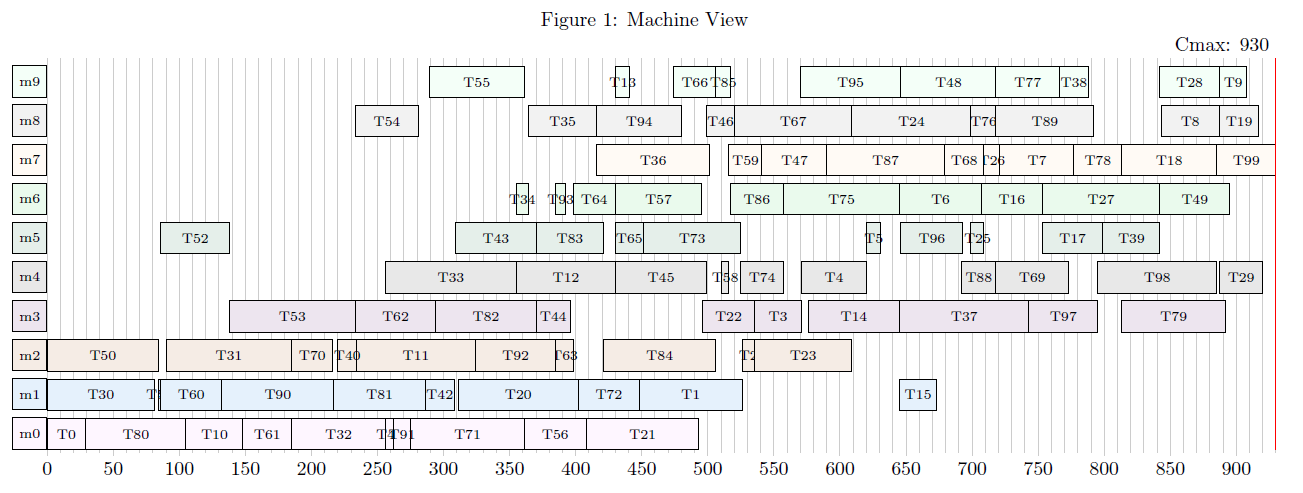 Figure 1: Machine View
Cmax: 930
m9 T55 T13 T66 T85 T95 T48 T77 T38 T28 T9
m8 T54 T35 T94 T46 T67 T24 T76 T89 T8 T19
m7 T36 T59 T47 T87 T68 T26 T7 T78 T18 T99
m6 T34 T93 T64 T57 T86 T75 T6 T16 T27 T49
m5 T52 T43 T83 T65 T73 T5 T96 T25 T17 T39
m4 T33 T12 T45 T58 T74 T4 T88 T69 T98 T29
m3 T53 T62 T82 T44 T22 T3 T14 T37 T97 T79
m2 T50 T31 T70 T40 T11 T92 T63 T84 T23
m1 T30 T60 T90 T81 T42 T20 T72 T1 T15
m0 T0 T80 T10 T61 T32 T91 T71 T56 T21
0 50 100 150 200 250 300 350 400 450 500 550 600 650 700 750 800 850 900